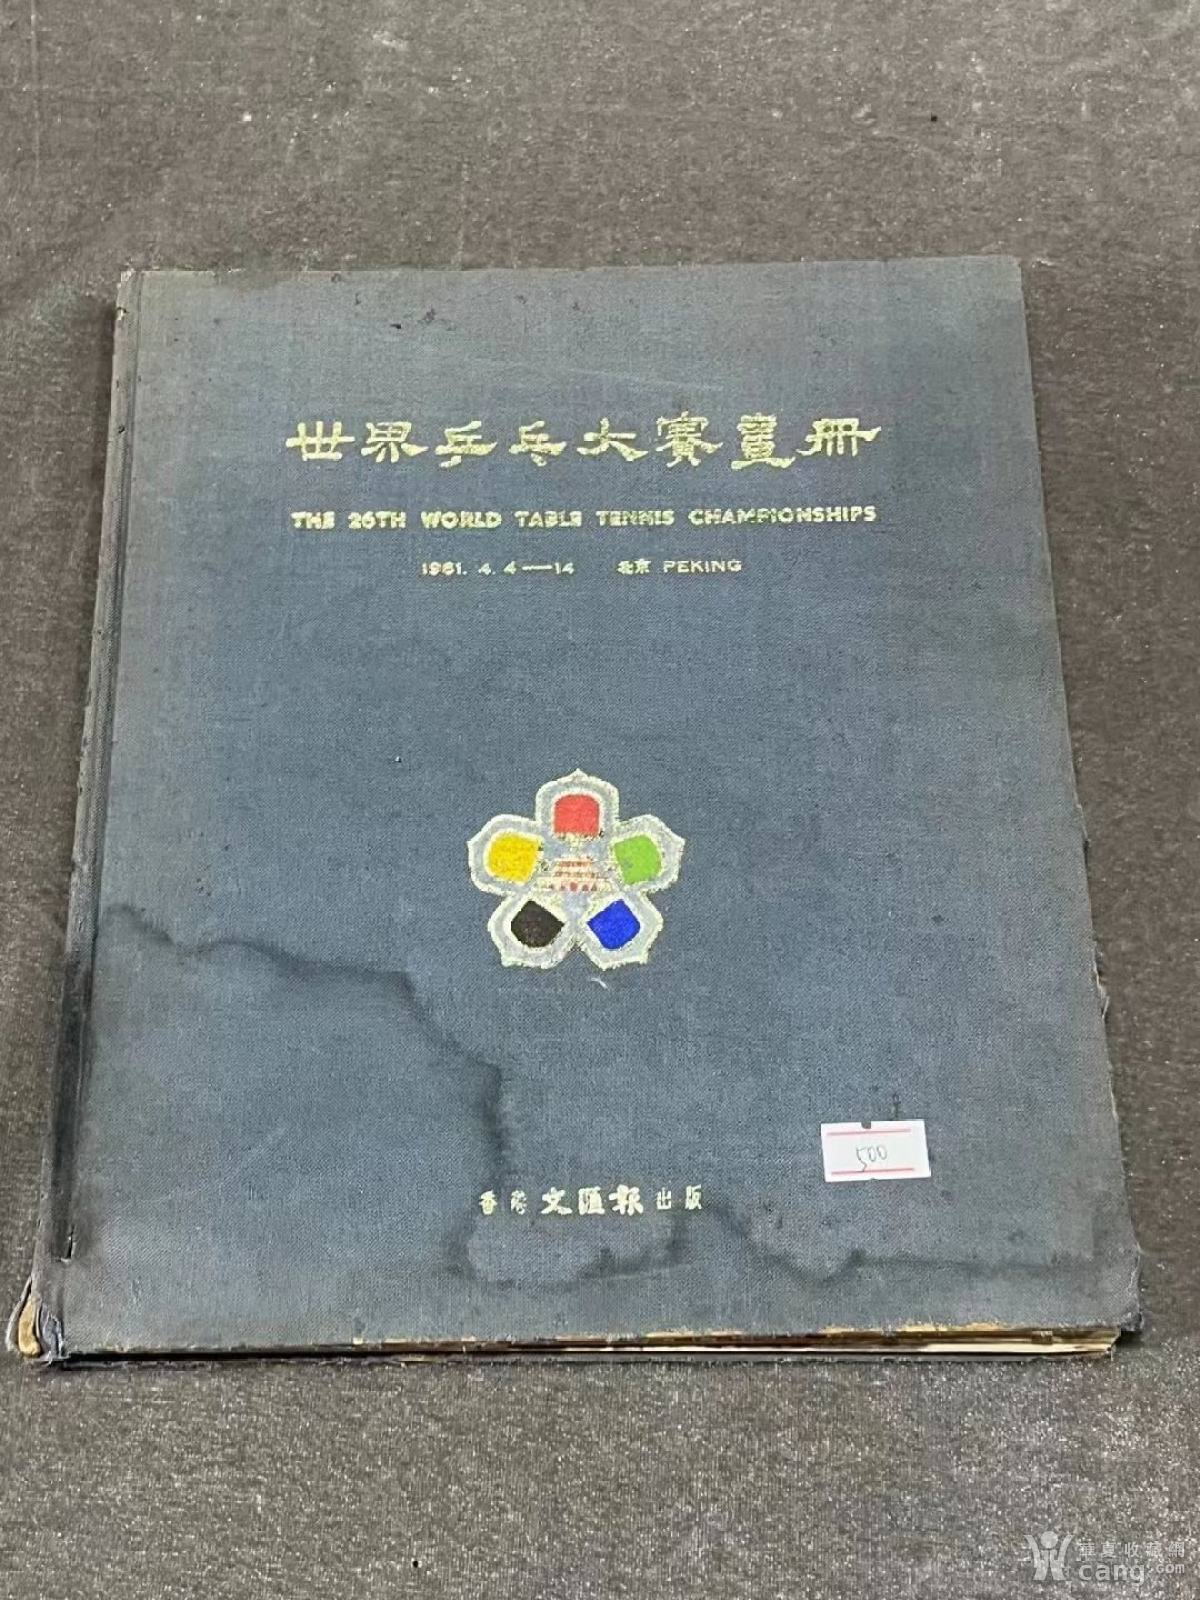 世界乒乓大賽畫冊
THE 26TH WORLD TABLE TENNIS CHAMPIONSHIPS
1961. 4. 4—14 北京 PEKING
500
香港文匯報出版
華夏收藏網
cang.com